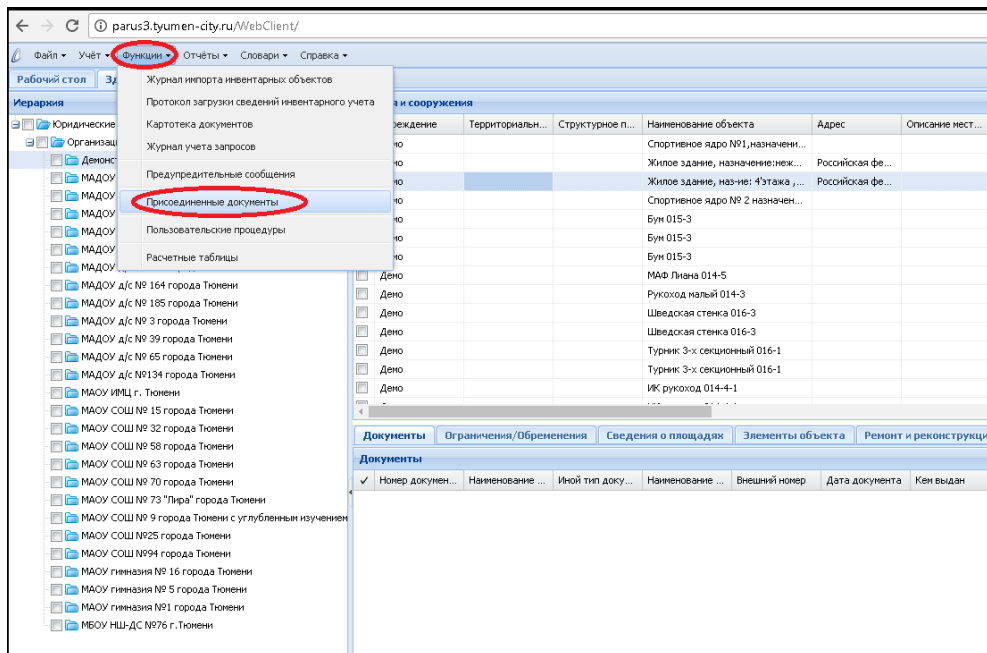 parus3.tyumen-city.ru/WebClient/
Файл Учёт Функции Отчёты Словари Справка
Рабочий стол
Журнал импорта инвентарных объектов
Протокол загрузки сведений инвентарного учета
Картотека документов
Журнал учета запросов
Предупредительные сообщения
Присоединенные документы
Пользовательские процедуры
Расчетные таблицы
Иерархия
Юридические
Организац
Демонс
МАДОУ
МАДОУ
МАДОУ
МАДОУ
МАДОУ
МАДОУ
МАДОУ д/с № 164 города Тюмени
МАДОУ д/с № 185 города Тюмени
МАДОУ д/с № 3 города Тюмени
МАДОУ д/с № 39 города Тюмени
МАДОУ д/с № 65 города Тюмени
МАДОУ д/с №134 города Тюмени
МАОУ ИМЦ г. Тюмени
МАОУ СОШ № 15 города Тюмени
МАОУ СОШ № 32 города Тюмени
МАОУ СОШ № 58 города Тюмени
МАОУ СОШ № 63 города Тюмени
МАОУ СОШ № 70 города Тюмени
МАОУ СОШ № 73 "Лира" города Тюмени
МАОУ СОШ № 9 города Тюмени с углубленным изучением
МАОУ СОШ №25 города Тюмени
МАОУ СОШ №94 города Тюмени
МАОУ гимназия № 16 города Тюмени
МАОУ гимназия № 5 города Тюмени
МАОУ гимназия №1 города Тюмени
МБОУ НШ-ДС №76 г.Тюмени
и сооружения
реждение Территориальн... Структурное п... Наименование объекта Адрес Описание мест...
мо Спортивное ядро №1,назначени...
мо Жилое здание, назначение:неж... Российская фе...
мо Жилое здание, наз-ие: 4'этажа ,... Российская фе...
мо Спортивное ядро № 2 назначен...
мо Бум 015-3
мо Бум 015-3
мо Бум 015-3
Демо МАФ Лиана 014-5
Демо Рукоход малый 014-3
Демо Шведская стенка 016-3
Демо Шведская стенка 016-3
Демо Турник 3-х секционный 016-1
Демо Турник 3-х секционный 016-1
Демо ИК рукоход 014-4-1
Документы Ограничения/Обременения Сведения о площадях Элементы объекта Ремонт и реконструкци
Документы
Номер докумен... Наименование ... Иной тип доку... Наименование ... Внешний номер Дата документа Кем выдан